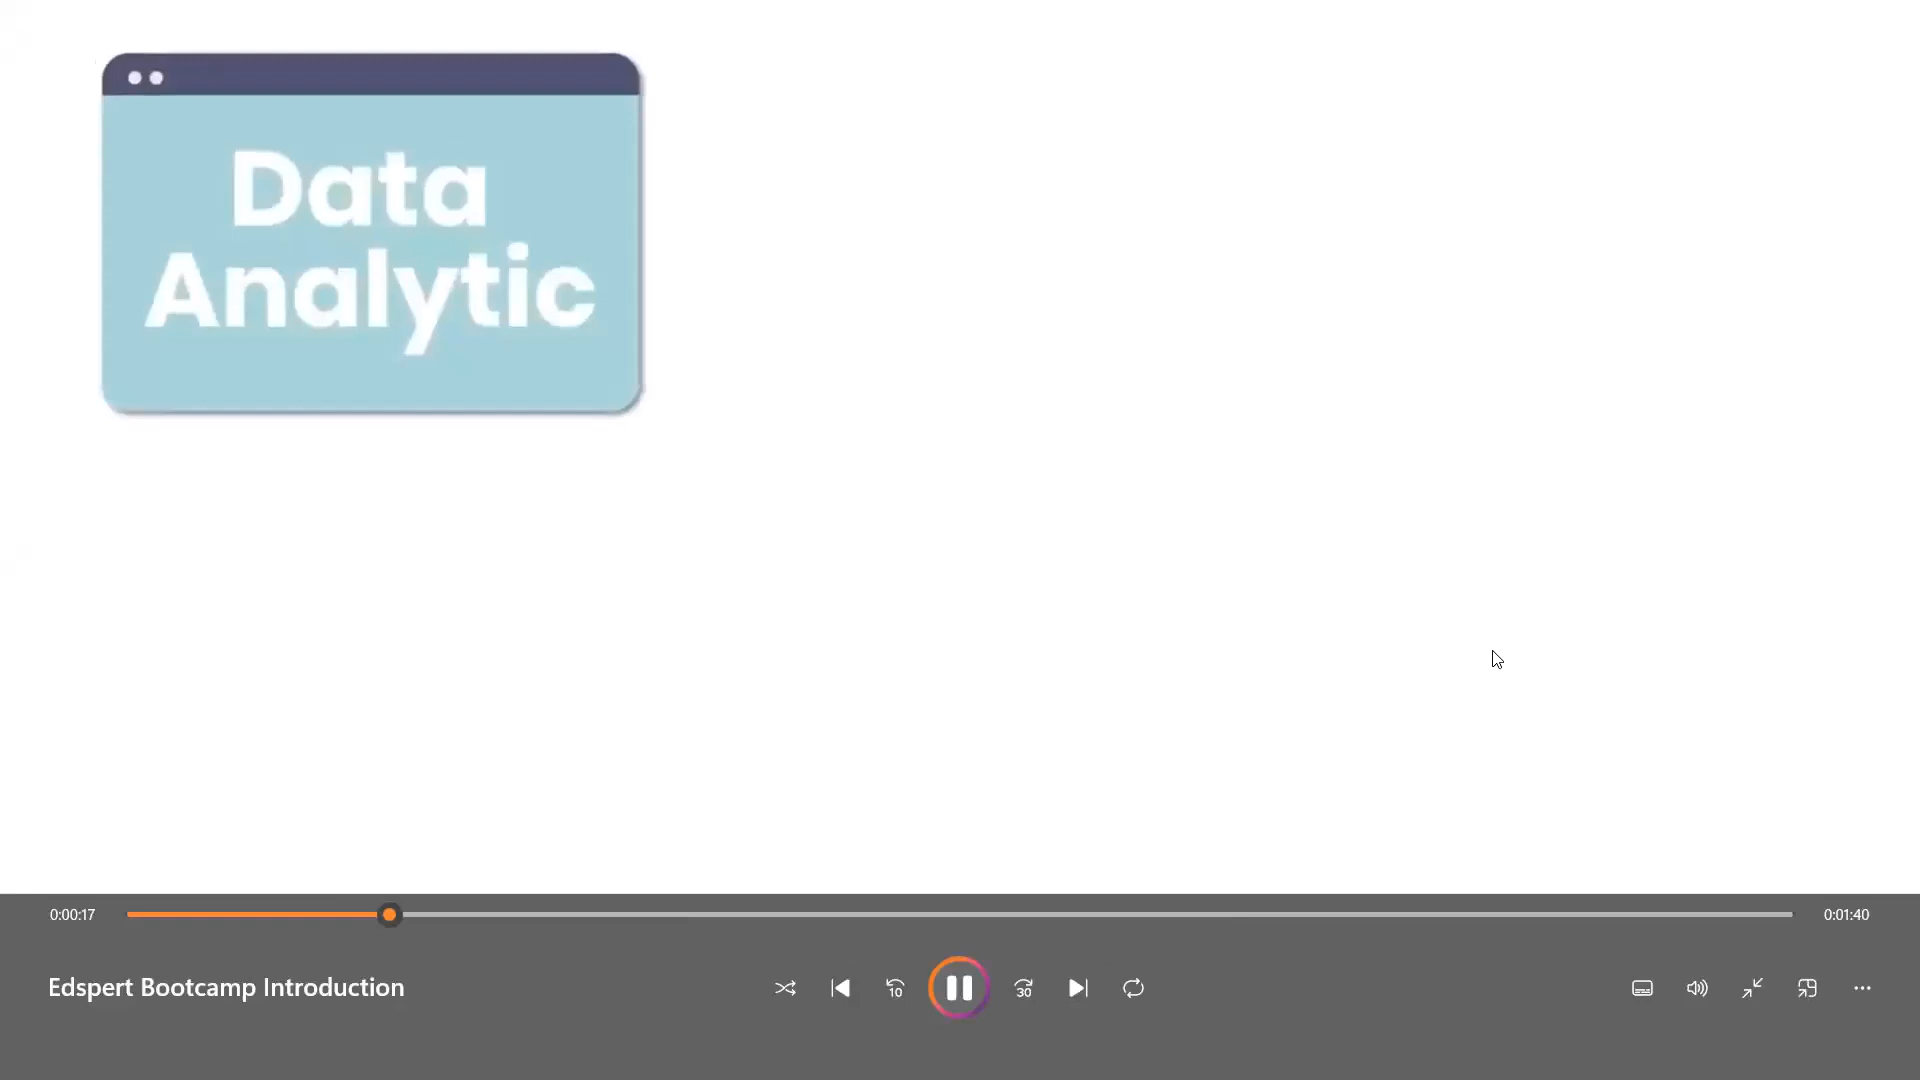 Data
Analytic
0:00:17
0:01:40
Edspert Bootcamp Introduction
10
30